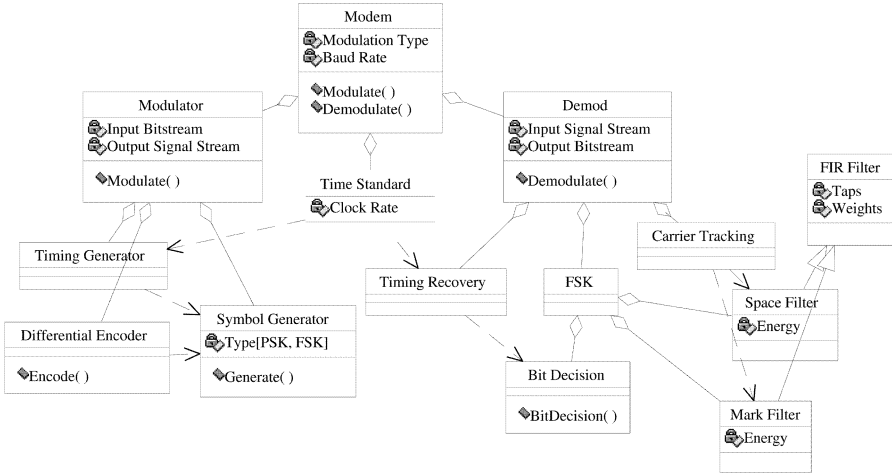 Modem
Modulation Type
Baud Rate
Modulate( )
Demodulate( )
Modulator
Input Bitstream
Output Signal Stream
Modulate( )
Demod
Input Signal Stream
Output Bitstream
Demodulate( )
Time Standard
Clock Rate
FIR Filter
Taps
Weights
Timing Generator
Carrier Tracking
Timing Recovery
FSK
Space Filter
Energy
Differential Encoder
Encode( )
Symbol Generator
Type[PSK, FSK]
Generate( )
Bit Decision
BitDecision( )
Mark Filter
Energy